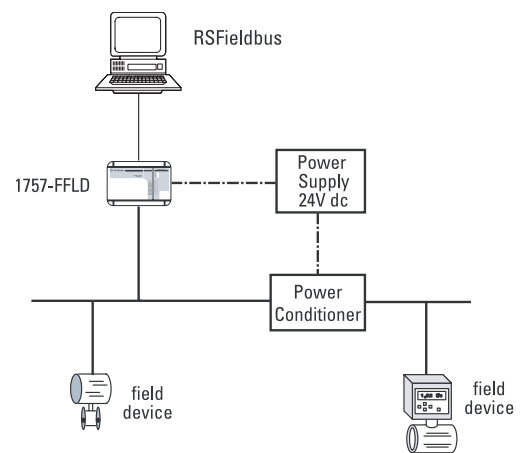 RSFieldbus
1757-FFLD
Power
Supply
24V dc
Power
Conditioner
field
device
field
device